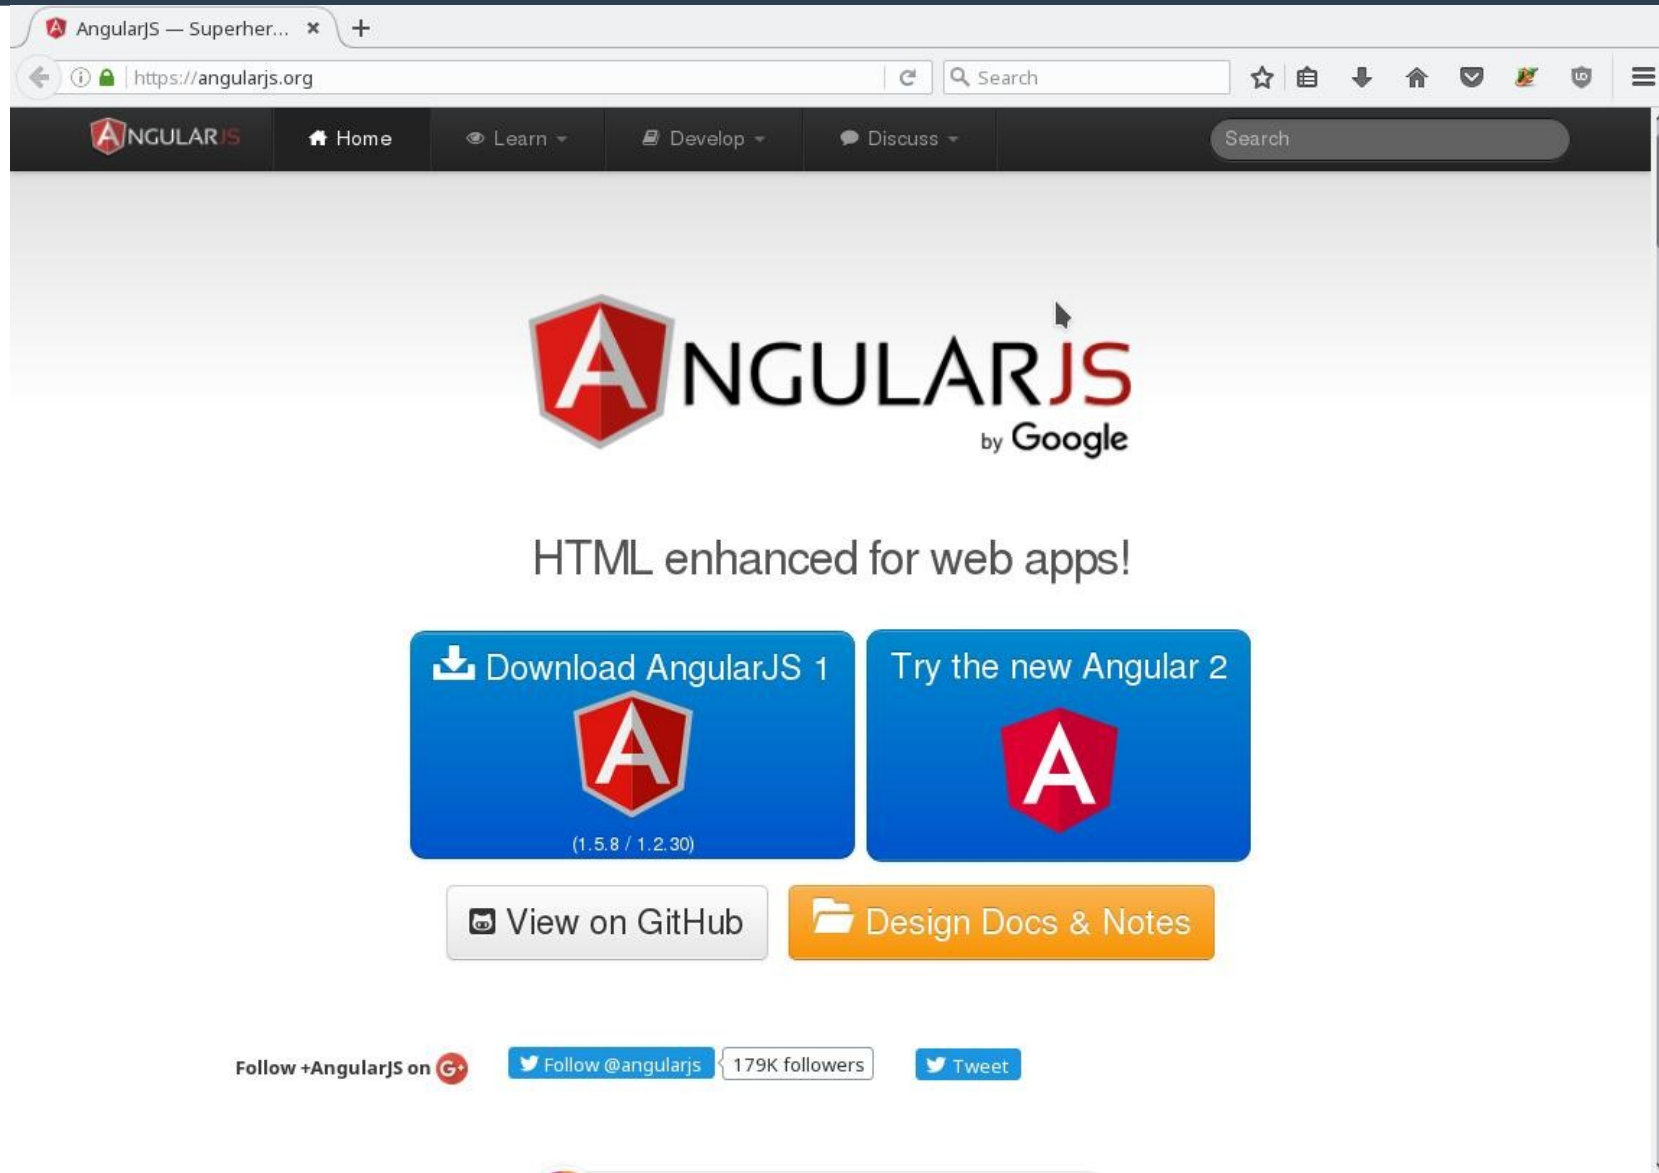 AngularJS — Superher...
https://angularjs.org
Search
ANGULARJS Home Learn Develop Discuss Search
ANGULARJS
by Google
HTML enhanced for web apps!
Download AngularJS 1
(1.5.8 / 1.2.30)
Try the new Angular 2
View on GitHub
Design Docs & Notes
Follow +AngularJS on G+
Follow @angularjs 179K followers
Tweet